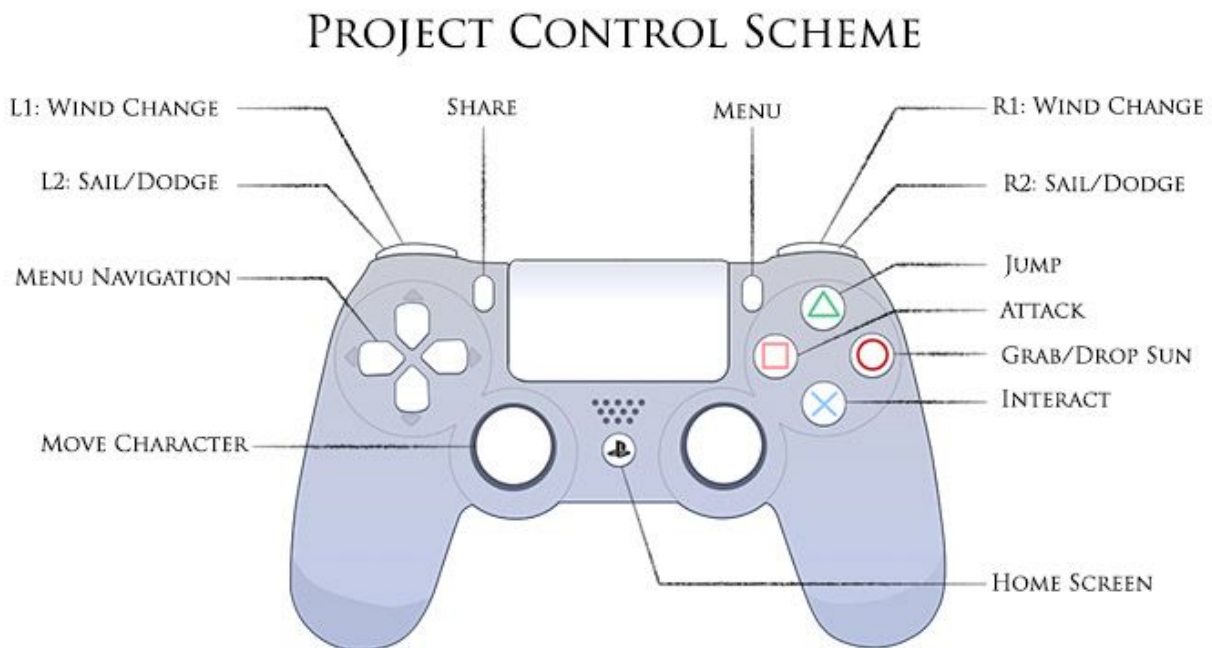 PROJECT CONTROL SCHEME
L1: WIND CHANGE
SHARE
MENU
R1: WIND CHANGE
L2: SAIL/DODGE
R2: SAIL/DODGE
MENU NAVIGATION
JUMP
ATTACK
GRAB/DROP SUN
INTERACT
MOVE CHARACTER
HOME SCREEN